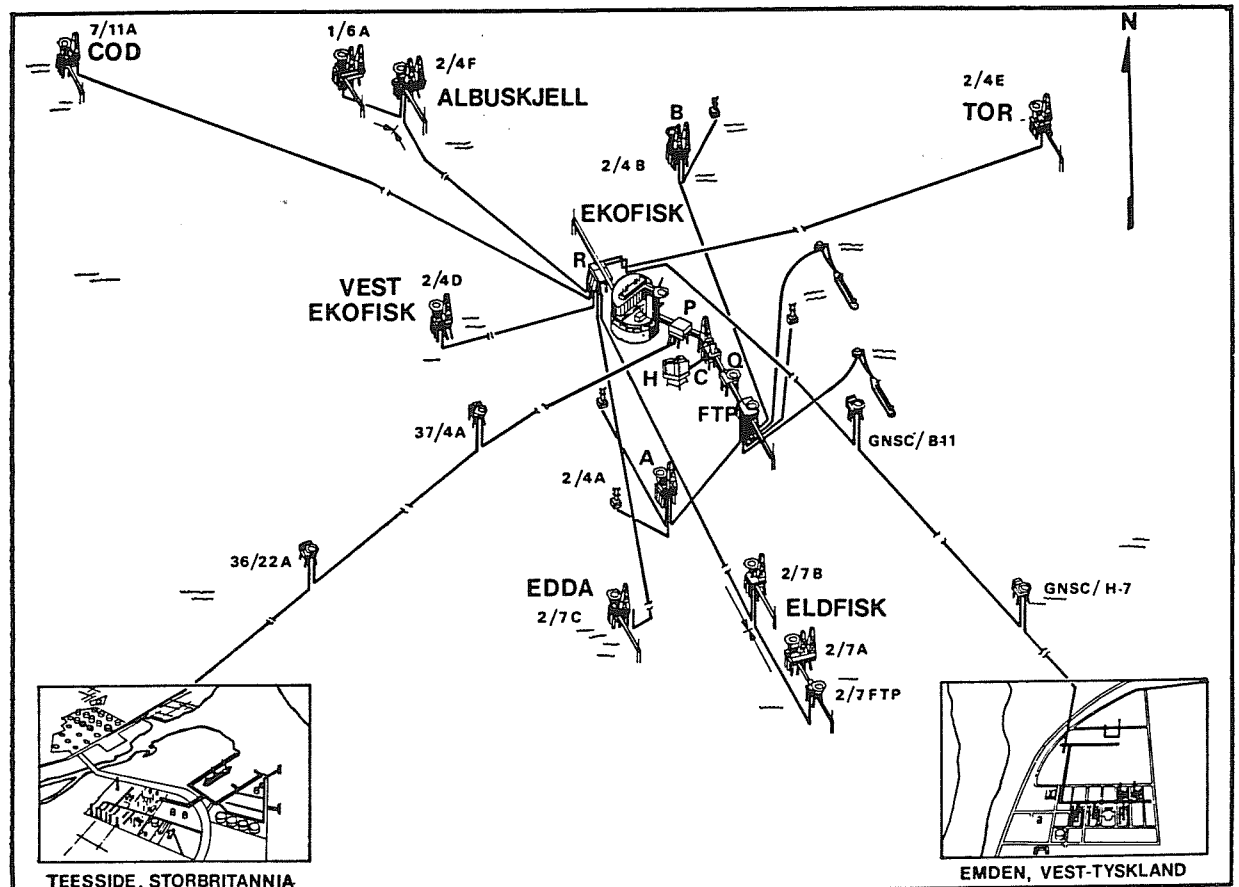 7/11A
COD
1/6A
2/4F
ALBUSKJELL
B
2/4B
2/4E
TOR
N
EKOFISK
R
VEST
EKOFISK
2/4D
P
H
C
Q
FTP
37/4A
GNSC/B-11
A
2/4A
36/22A
EDDA
2/7C
2/7B
ELDFISK
2/7A
2/7FTP
GNSC/H-7
TEESSIDE, STORBRITANNIA
EMDEN, VEST-TYSKLAND